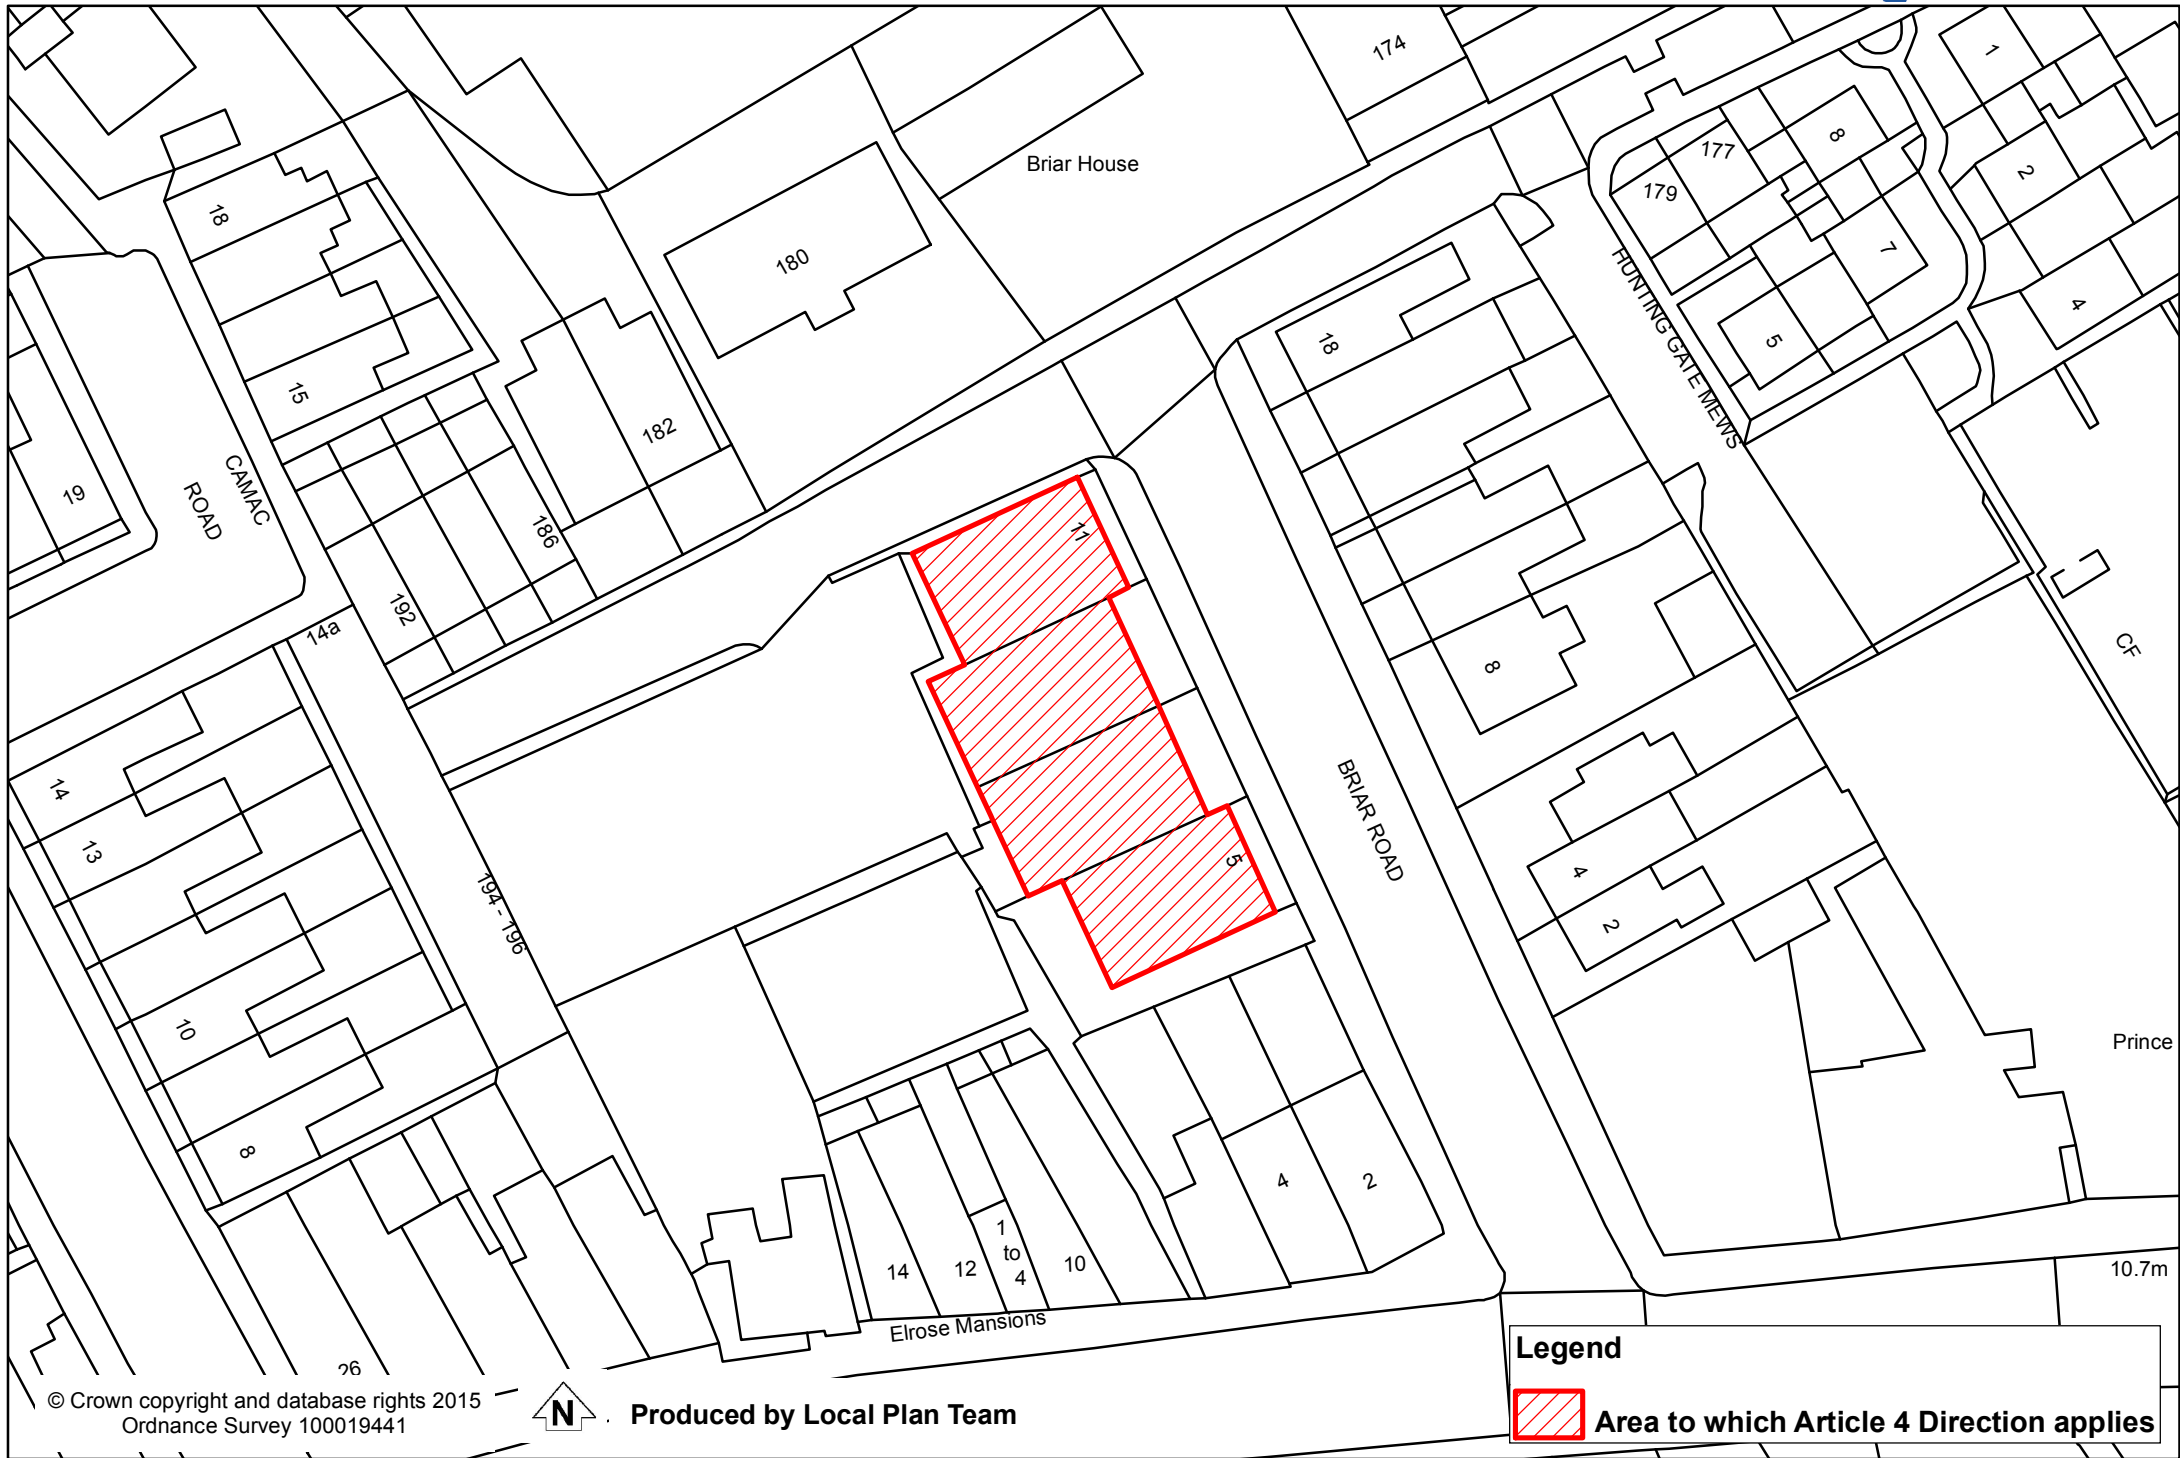 174
1
Briar House
177
8
179
2
18
7
180
4
18
5
HUNTING GATE MEWS
15
182
CAMAC
ROAD
19
186
11
192
14a
CF
8
14
BRIAR ROAD
13
5
4
194 - 196
2
10
Prince
8
4
2
1
to
4
14
12
10
10.7m
Elrose Mansions
26
Legend
Area to which Article 4 Direction applies
© Crown copyright and database rights 2015
Ordnance Survey 100019441
N
Produced by Local Plan Team